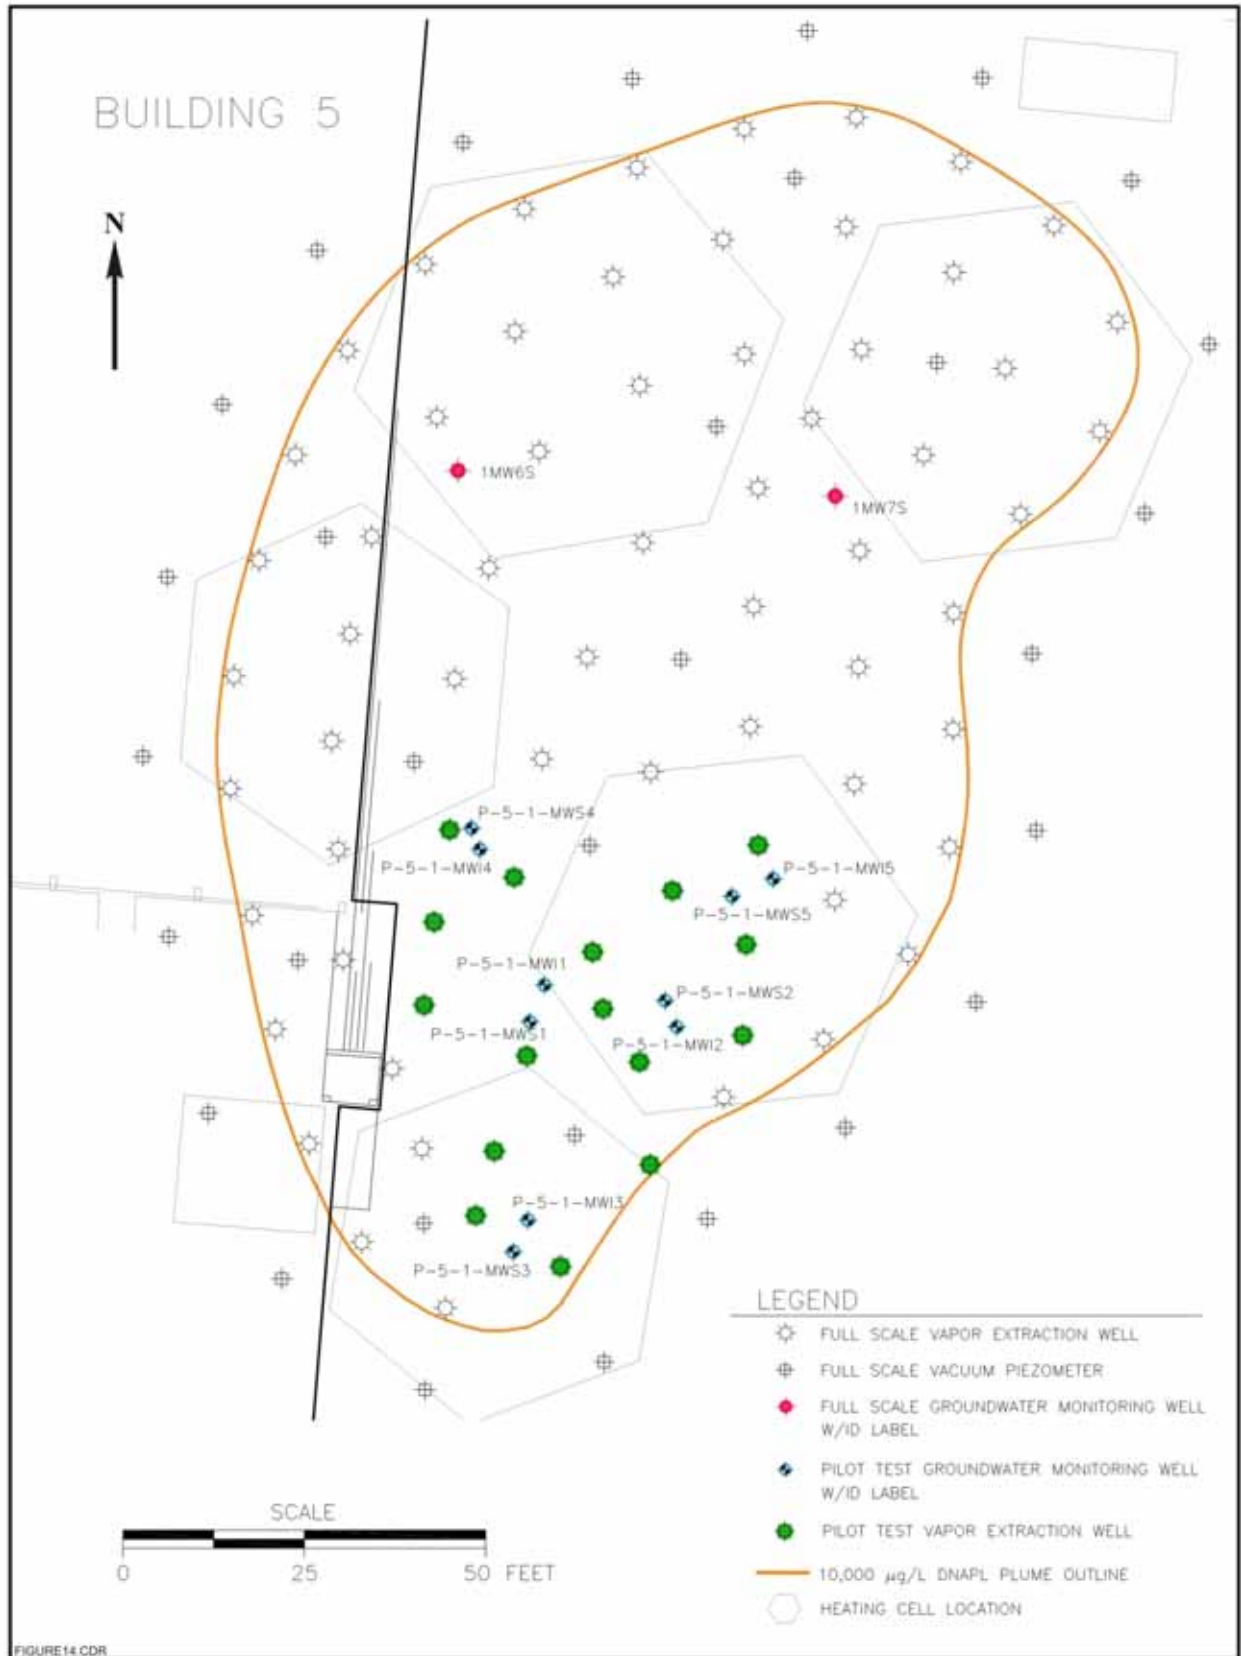 BUILDING 5
N
1MW6S
1MW7S
P-5-1-MWS4
P-5-1-MWI4
P-5-1-MWI5
P-5-1-MWS5
P-5-1-MWI1
P-5-1-MWS2
P-5-1-MWS1
P-5-1-MWI2
P-5-1-MWI3
P-5-1-MWS3
LEGEND
FULL SCALE VAPOR EXTRACTION WELL
FULL SCALE VACUUM PIEZOMETER
FULL SCALE GROUNDWATER MONITORING WELL
W/ID LABEL
PILOT TEST GROUNDWATER MONITORING WELL
W/ID LABEL
PILOT TEST VAPOR EXTRACTION WELL
10,000 µg/L DNAPL PLUME OUTLINE
HEATING CELL LOCATION
SCALE
0 25 50 FEET
FIGURE14.CDR